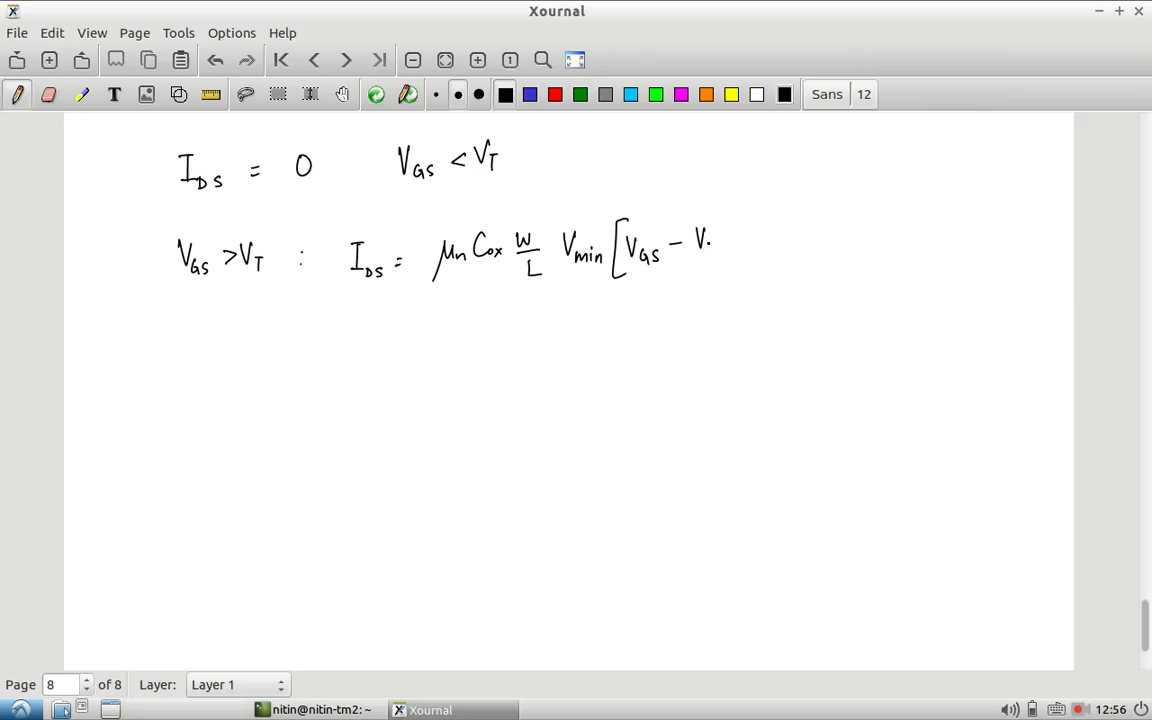 Xournal
File Edit View Page Tools Options Help
Sans 12
I_DS = 0 V_GS < V_T
V_GS > V_T : I_DS = μn Cox W/L Vmin [V_GS - V
Page 8 of 8 Layer: Layer 1
nitin@nitin-tm2: ~ Xournal 12:56